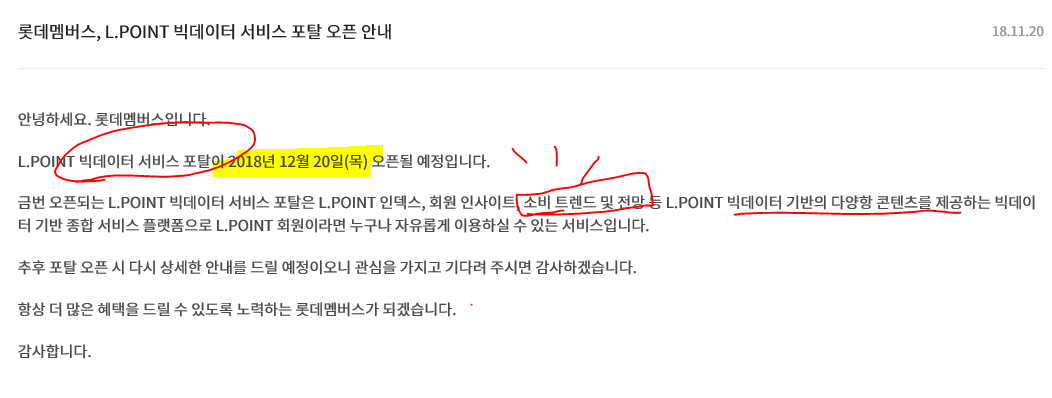 롯데멤버스, L.POINT 빅데이터 서비스 포탈 오픈 안내
18.11.20
안녕하세요. 롯데멤버스입니다.
L.POINT 빅데이터 서비스 포탈이 2018년 12월 20일(목) 오픈될 예정입니다.
금번 오픈되는 L.POINT 빅데이터 서비스 포탈은 L.POINT 인덱스, 회원 인사이트, 소비 트렌드 및 전망 등 L.POINT 빅데이터 기반의 다양항 콘텐츠를 제공하는 빅데이
터 기반 종합 서비스 플랫폼으로 L.POINT 회원이라면 누구나 자유롭게 이용하실 수 있는 서비스입니다.
추후 포탈 오픈 시 다시 상세한 안내를 드릴 예정이오니 관심을 가지고 기다려 주시면 감사하겠습니다.
항상 더 많은 혜택을 드릴 수 있도록 노력하는 롯데멤버스가 되겠습니다.
감사합니다.